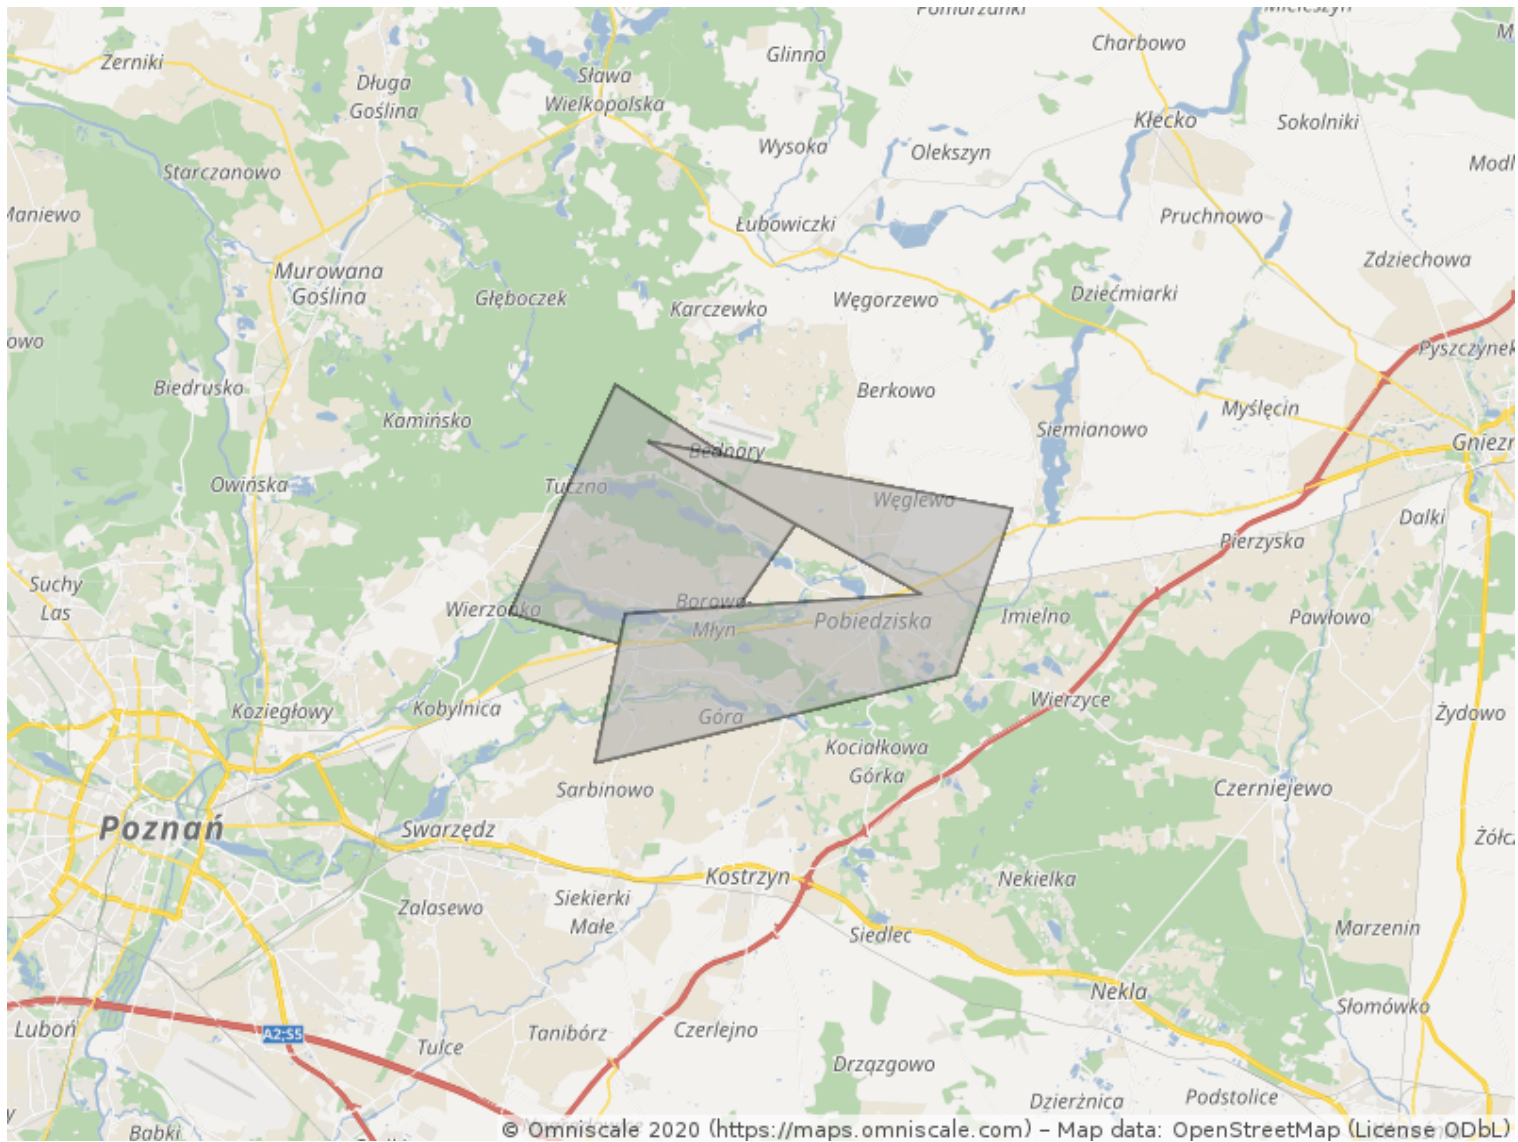 Żerniki
Długa
Goślina
Sława
Wielkopolska
Glinno
Charbowo
Kłecko
Sokolniki
Wysoka
Olekszyn
Starczanowo
Maniewo
Łubowiczki
Pruchnowo
Zdziechowa
Murowana
Goślina
Głęboczek
Karczewko
Węgorzewo
Dziećmiarki
Pyszczynek
Biedrusko
Kamińsko
Berkowo
Siemianowo
Myślęcin
Bednary
Owińska
Tuczno
Węglewo
Dalki
Pierzyska
Suchy
Las
Wierzonka
Borowo-
Młyn
Pobiedziska
Imielno
Pawłowo
Koziegłowy
Kobylnica
Góra
Wierzyce
Żydowo
Kociałkowa
Górka
Sarbinowo
Czerniejewo
Poznań
Swarzędz
Kostrzyn
Nekielka
Zalasewo
Siekierki
Małe
Siedlec
Marzenin
Nekla
Słomówko
Luboń
A2;S5
Tulce
Tanibórz
Czerlejno
Drzązgowo
Dzierżnica
Podstolice
Babki
© Omniscale 2020 (https://maps.omniscale.com) – Map data: OpenStreetMap (License ODbL)